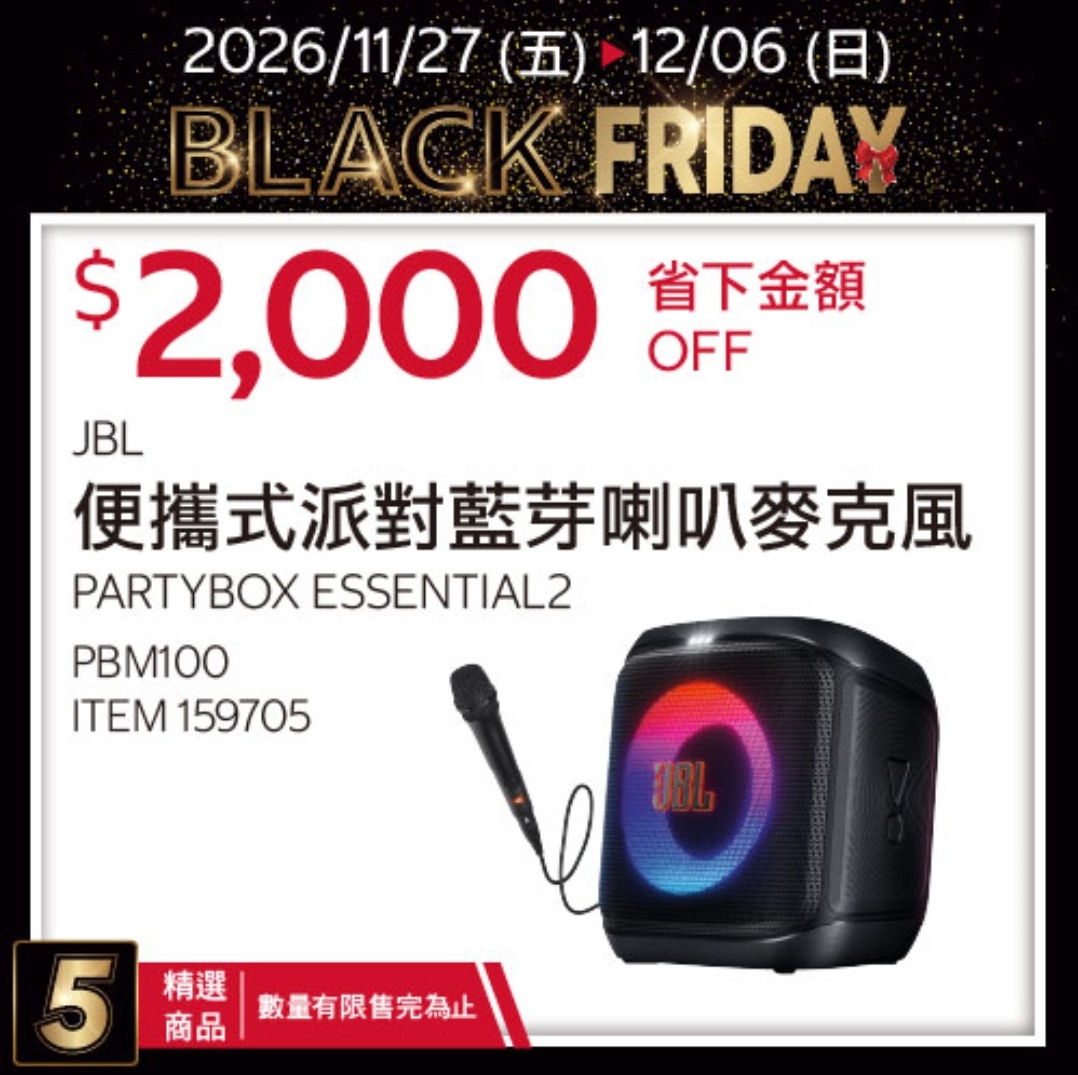 2026/11/27 (五)▶12/06 (日)
BLACK FRIDAY
$2,000 省下金額
OFF
JBL
便攜式派對藍芽喇叭麥克風
PARTYBOX ESSENTIAL2
PBM100
ITEM 159705
JBL
5 精選
商品
數量有限售完為止